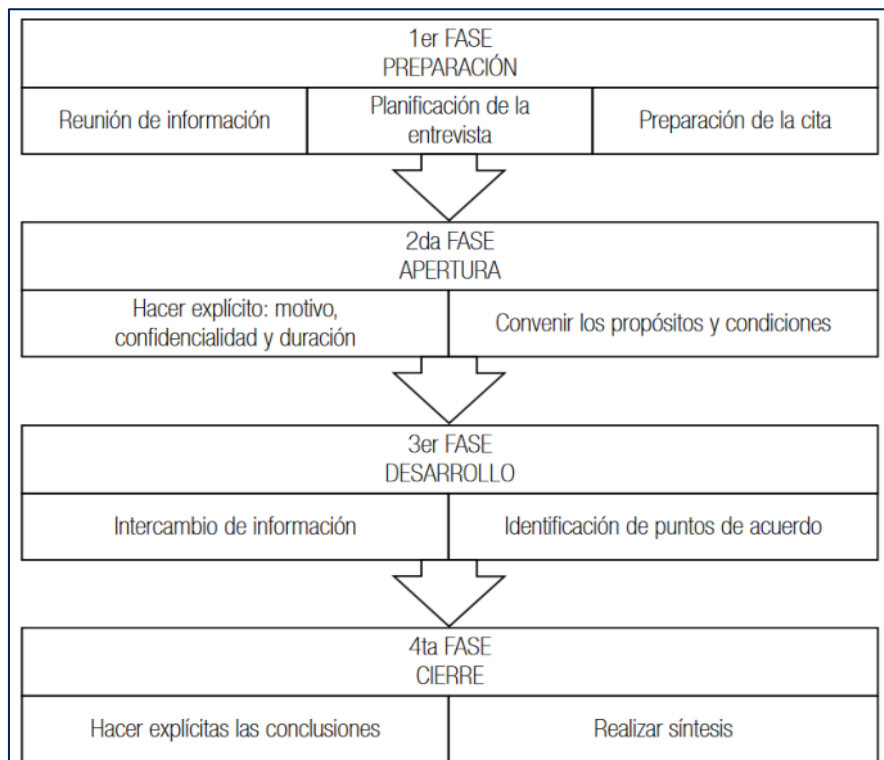 1er FASE
PREPARACIÓN
Reunión de información
Planificación de la
entrevista
Preparación de la cita
2da FASE
APERTURA
Hacer explícito: motivo,
confidencialidad y duración
Convenir los propósitos y condiciones
3er FASE
DESARROLLO
Intercambio de información
Identificación de puntos de acuerdo
4ta FASE
CIERRE
Hacer explícitas las conclusiones
Realizar síntesis